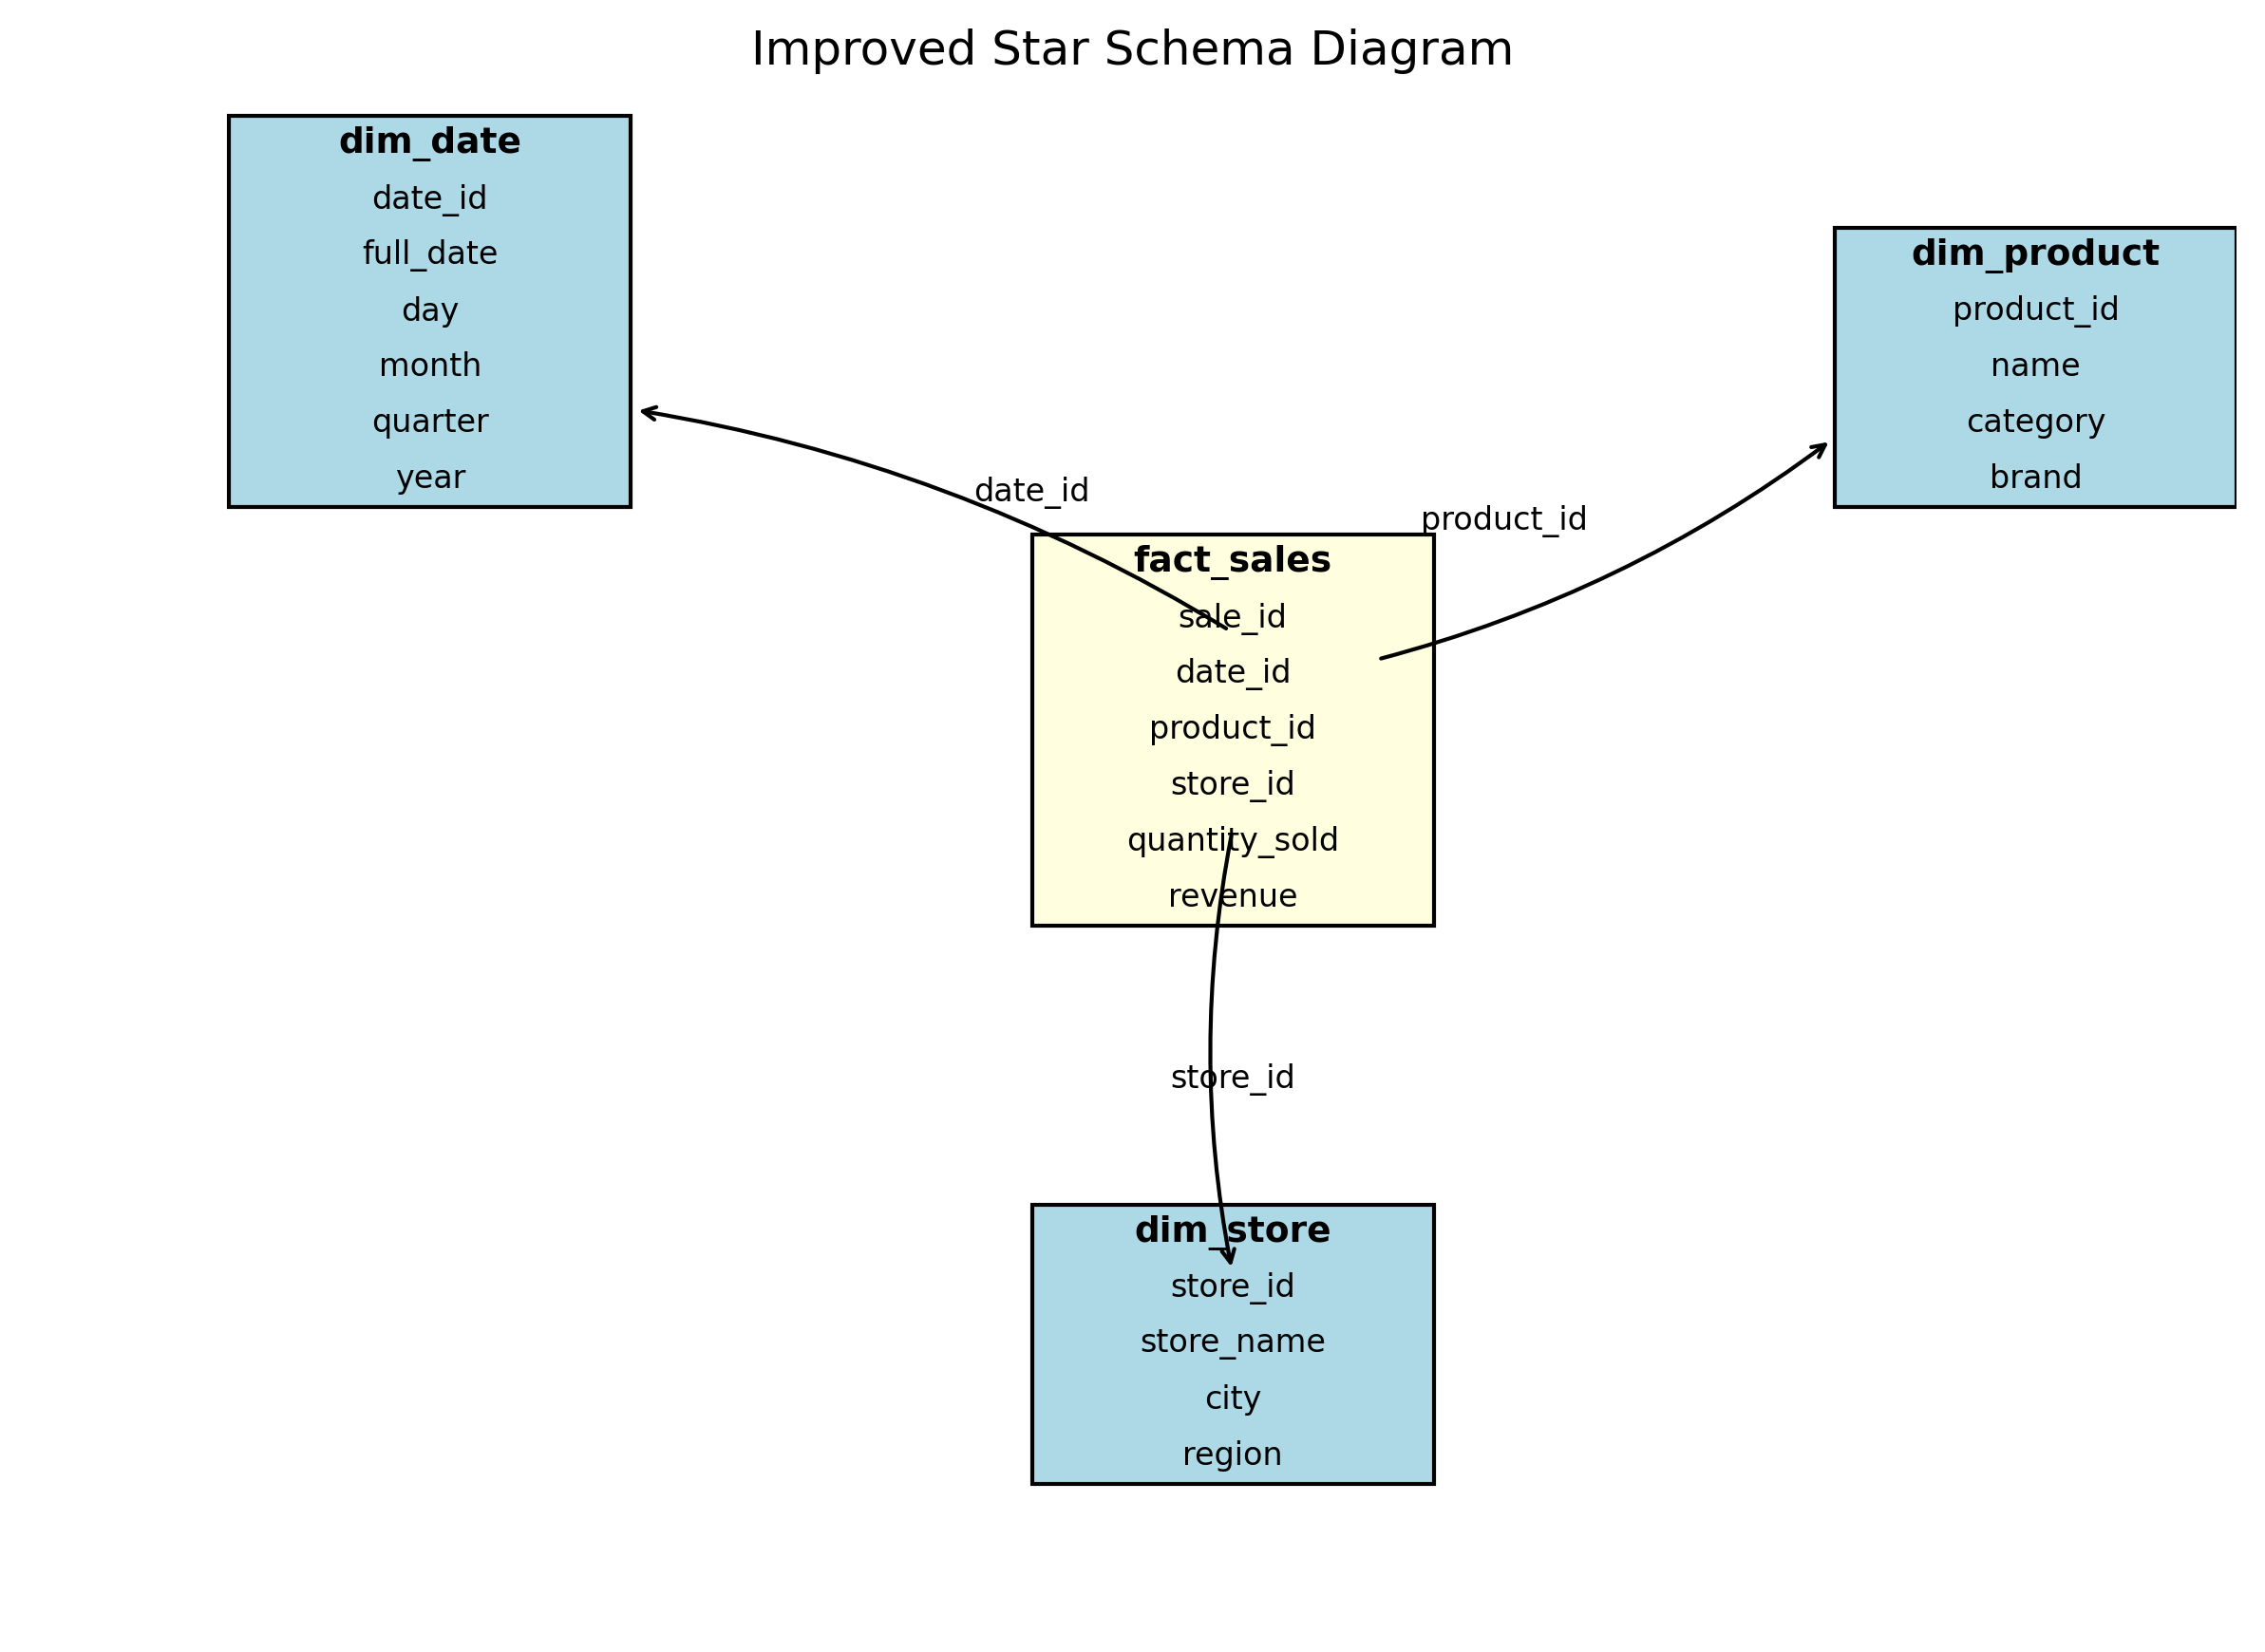 Improved Star Schema Diagram
dim_date
date_id
full_date
day
month
quarter
year
dim_product
product_id
name
category
brand
date_id
product_id
fact_sales
sale_id
date_id
product_id
store_id
quantity_sold
revenue
store_id
dim_store
store_id
store_name
city
region